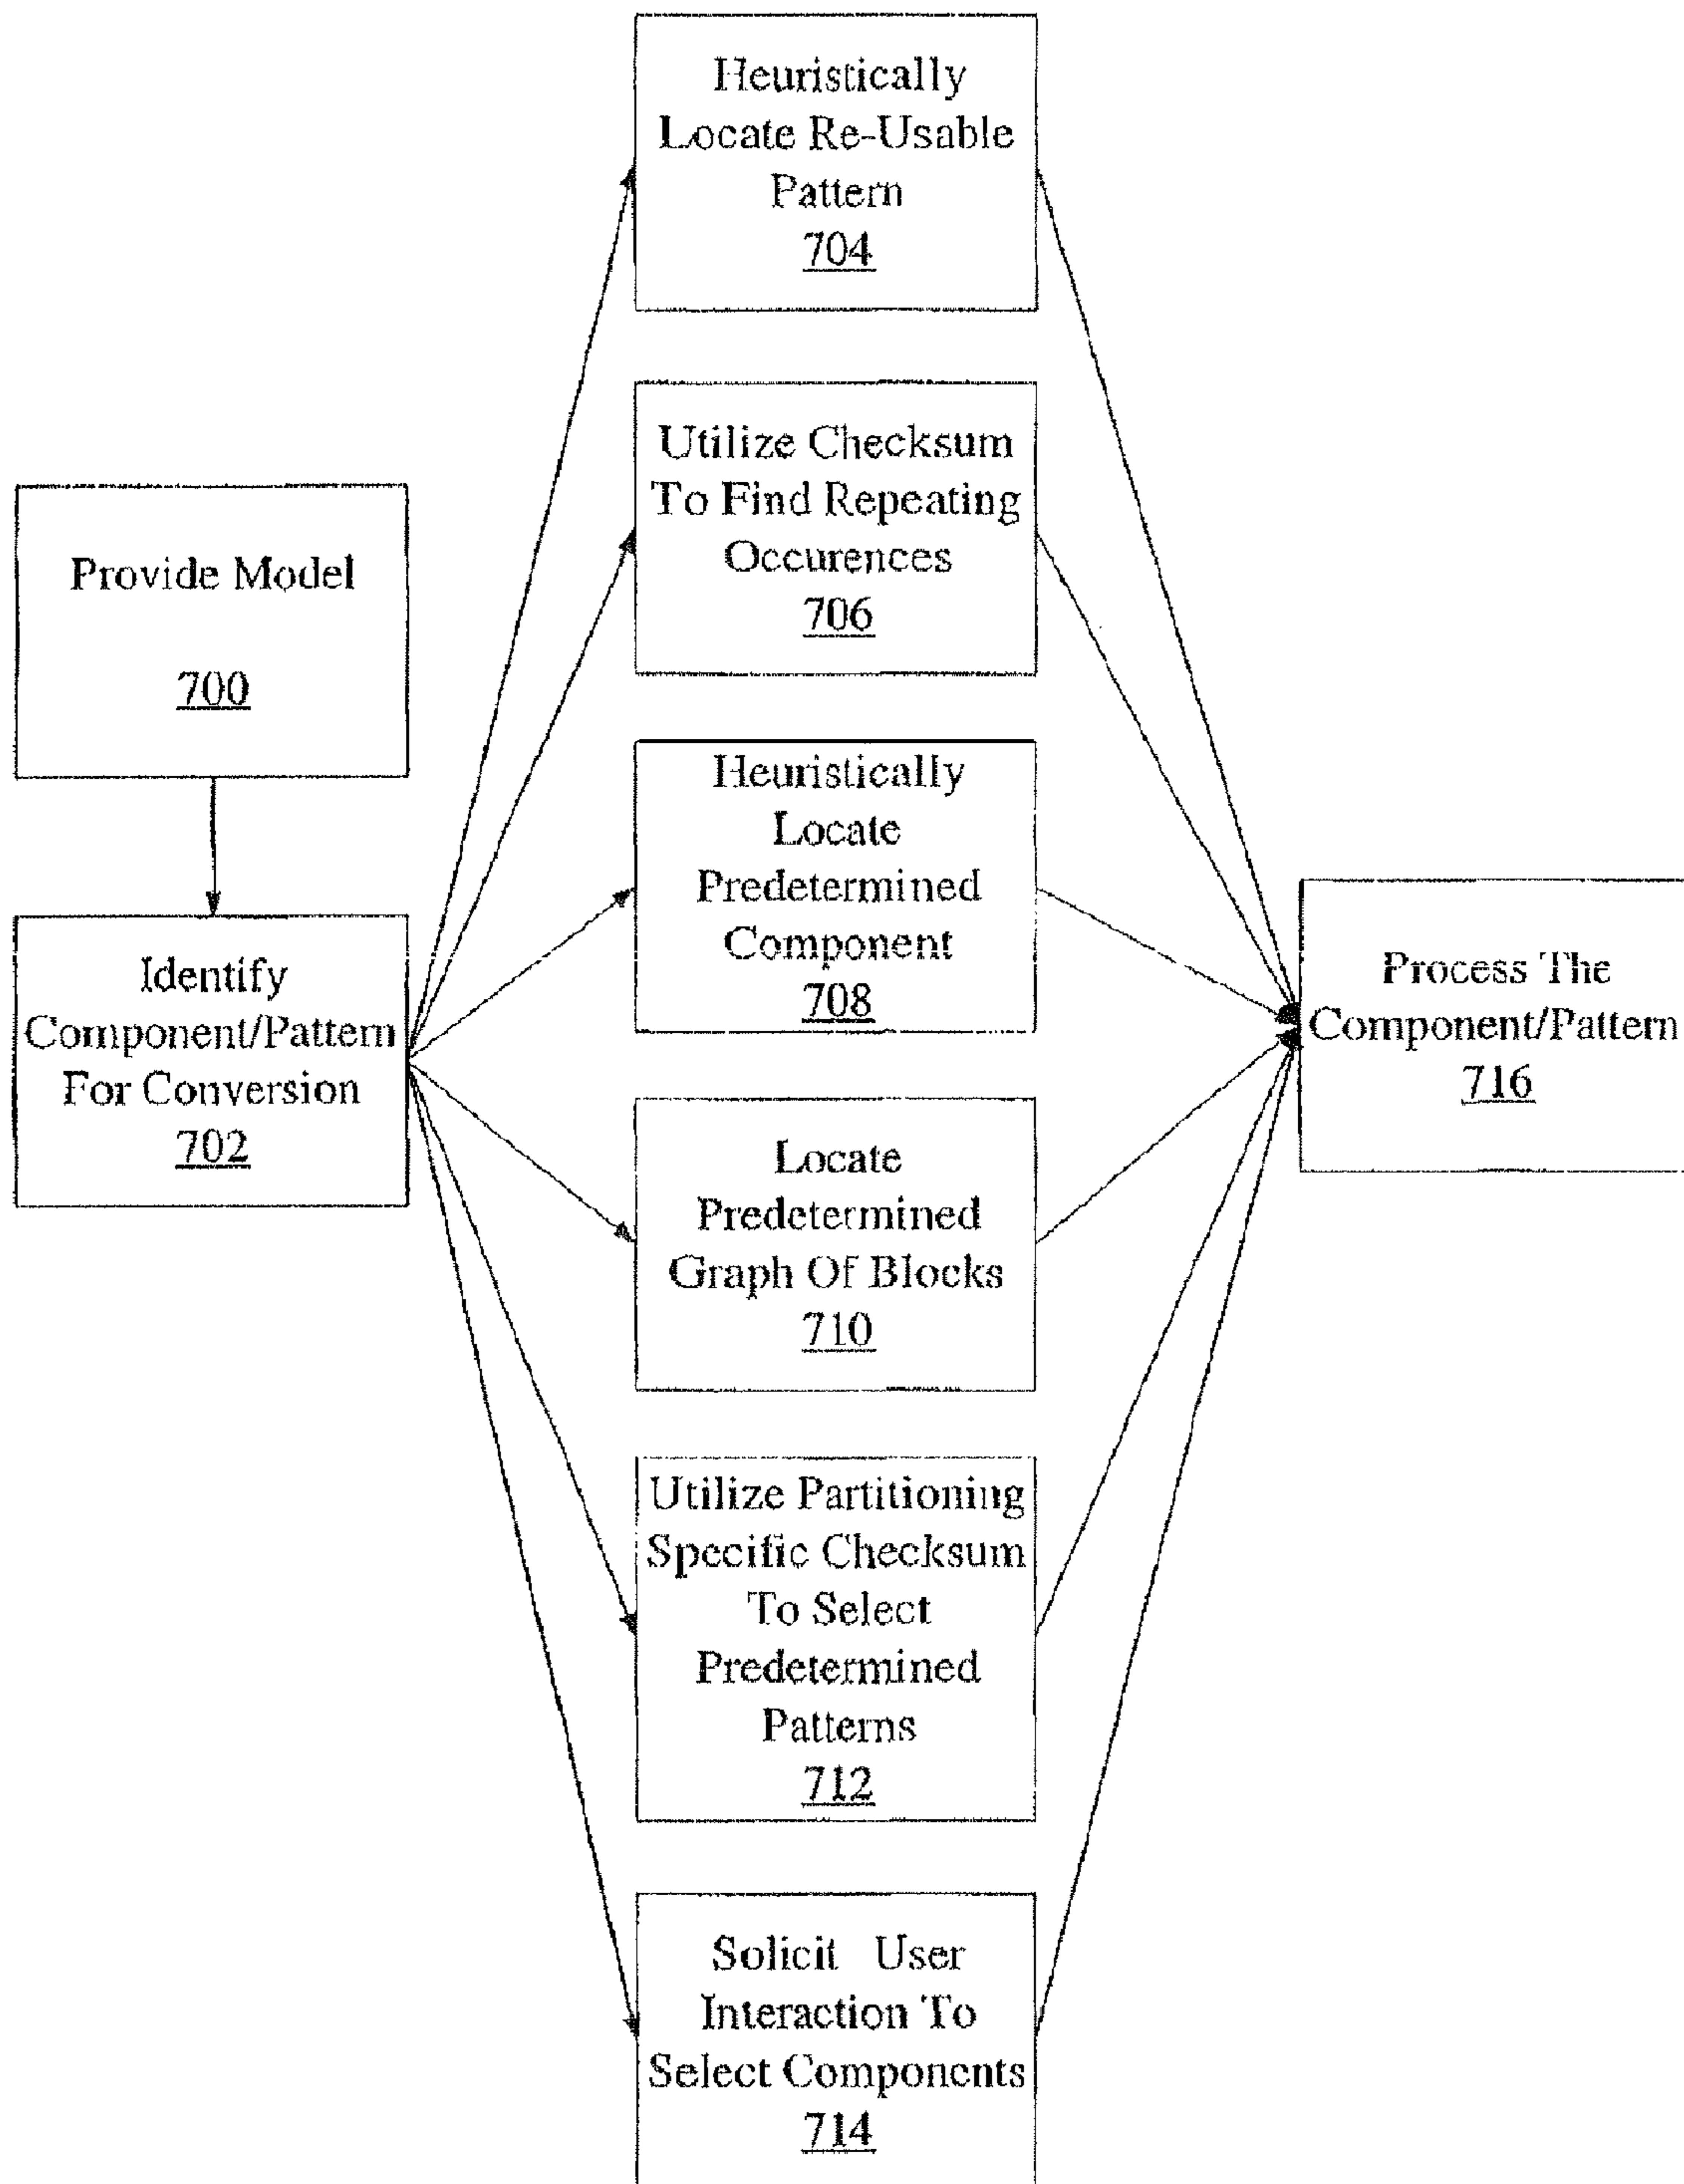 Provide Model
700
Identify
Component/Pattern
For Conversion
702
Heuristically
Locate Re-Usable
Pattern
704
Utilize Checksum
To Find Repeating
Occurences
706
Heuristically
Locate
Predetermined
Component
708
Locate
Predetermined
Graph Of Blocks
710
Utilize Partitioning
Specific Checksum
To Select
Predetermined
Patterns
712
Solicit User
Interaction To
Select Components
714
Process The
Component/Pattern
716